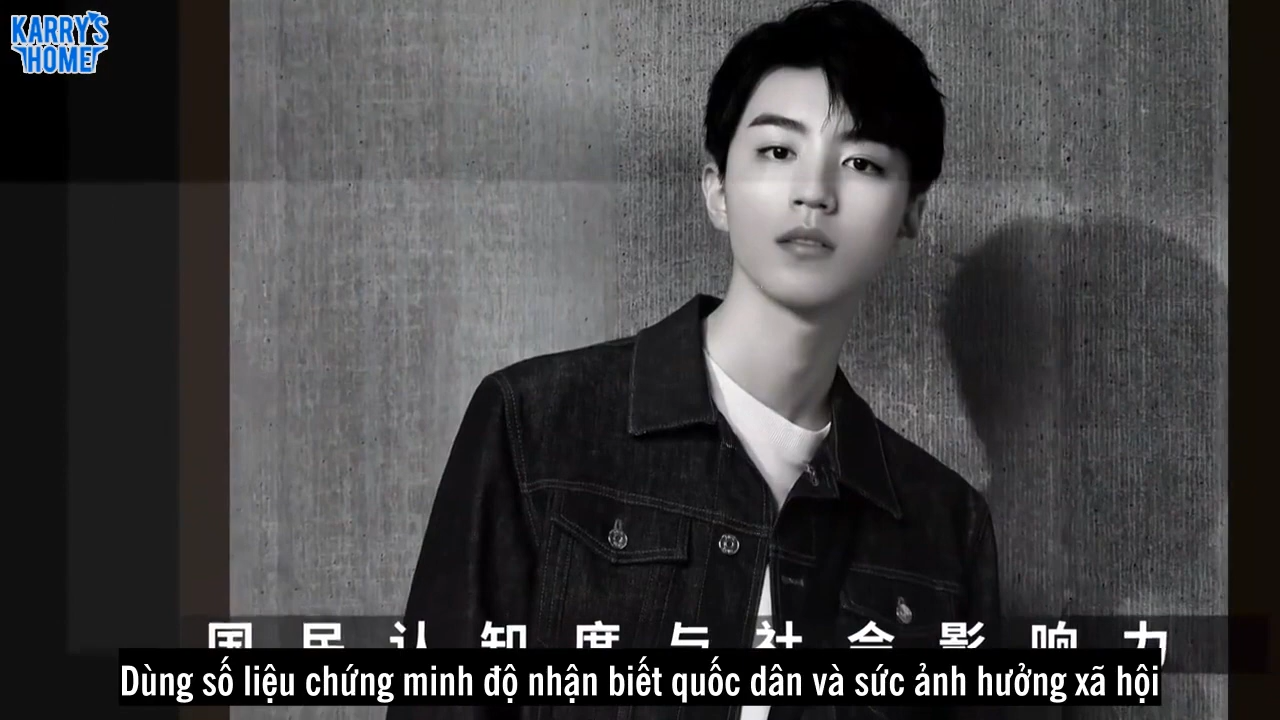 KARRY'S
HOME
国民认知度与社会影响力
Dùng số liệu chứng minh độ nhận biết quốc dân và sức ảnh hưởng xã hội